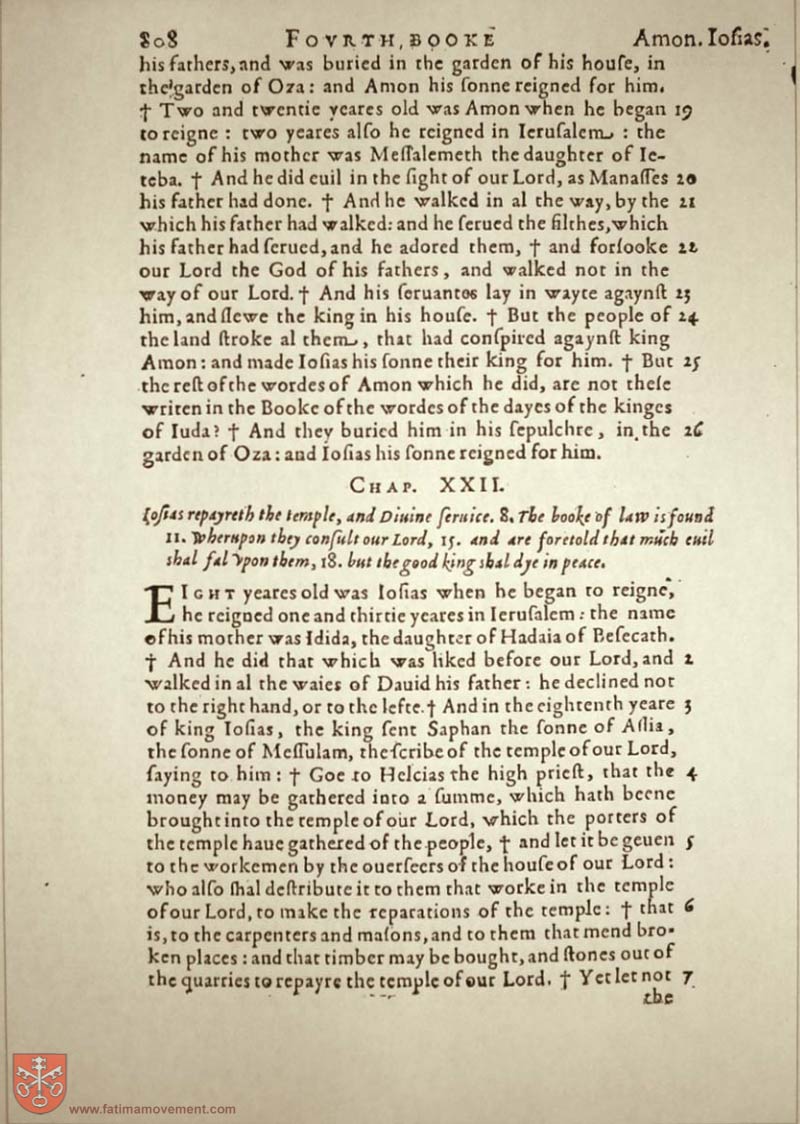 808 FOVRTH, BOOKE Amon. Iosias.
his fathers, and was buried in the garden of his houſe, in
the garden of Oza: and Amon his ſonne reigned for him.
† Two and twentie yeares old was Amon when he began 19
to reigne: two yeares alſo he reigned in Ieruſalem: the
name of his mother was Meſſalemeth the daughter of Ie-
teba. † And he did euil in the ſight of our Lord, as Manaſſes 20
his father had done. † And he walked in al the way, by the 21
which his father had walked: and he ſerued the filthes, which
his father had ſerued, and he adored them, † and forſooke 22
our Lord the God of his fathers, and walked not in the
way of our Lord. † And his ſeruantes lay in wayte agaynſt 23
him, and ſlewe the king in his houſe. † But the people of 24
the land ſtroke al them, that had conſpired agaynſt king
Amon: and made Ioſias his ſonne their king for him. † But 25
the reſt of the wordes of Amon which he did, are not theſe
writen in the Booke of the wordes of the dayes of the kinges
of Iuda? † And they buried him in his ſepulchre, in the 26
garden of Oza: and Ioſias his ſonne reigned for him.
CHAP. XXII.
Ioſias repayreth the temple, and Diuine ſeruice. 8. The booke of law is found
11. Wherupon they conſult our Lord, 15. and are foretold that much euil
shal fal vpon them, 18. but the good king shal dye in peace.
EIGHT yeares old was Ioſias when he began to reigne,
he reigned one and thirtie yeares in Ieruſalem: the name
of his mother was Idida, the daughter of Hadaia of Beſecath.
† And he did that which was liked before our Lord, and 2
walked in al the waies of Dauid his father: he declined not
to the right hand, or to the lefte. † And in the eightenth yeare 3
of king Ioſias, the king ſent Saphan the ſonne of Aſlia,
the ſonne of Meſſulam, the ſcribe of the temple of our Lord,
ſaying to him: † Goe to Helcias the high prieſt, that the 4
money may be gathered into a ſumme, which hath beene
brought into the temple of our Lord, which the porters of
the temple haue gathered of the people, † and let it be geuen 5
to the workemen by the ouerſeers of the houſe of our Lord:
who alſo ſhal deſtribute it to them that worke in the temple
of our Lord, to make the reparations of the temple: † that 6
is, to the carpenters and maſons, and to them that mend bro-
ken places: and that timber may be bought, and ſtones out of
the quarries to repayre the temple of our Lord. † Yet let not 7
the
www.fatimamovement.com